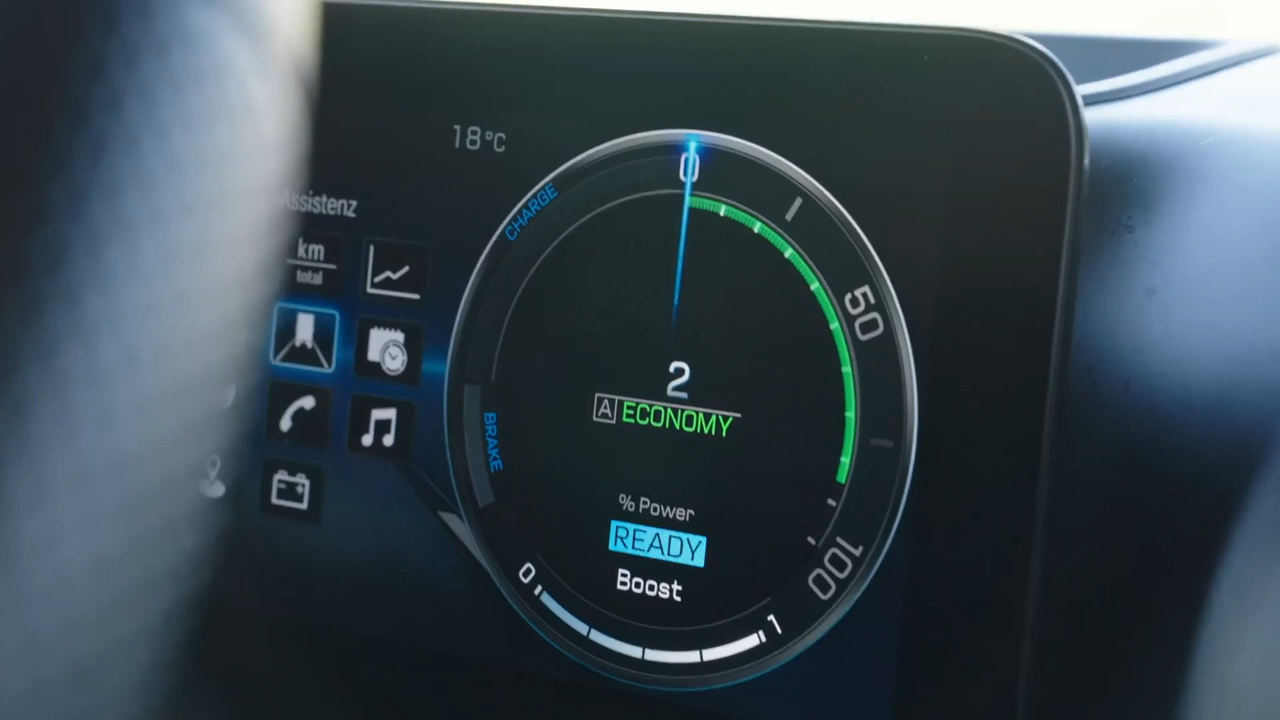 18°C
Assistenz
km
total
CHARGE
0
50
100
BRAKE
2
A ECONOMY
% Power
READY
Boost
0
1